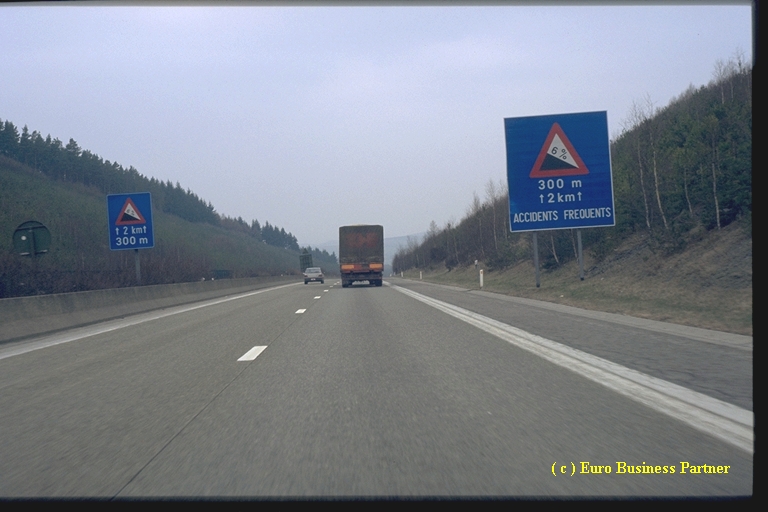 ↑ 2 km ↑
300 m
6%
300 m
↑ 2 km ↑
ACCIDENTS FREQUENTS
( c ) Euro Business Partner